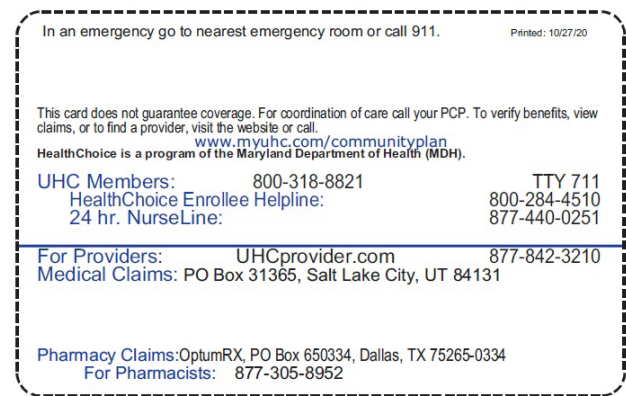 In an emergency go to nearest emergency room or call 911. Printed: 10/27/20
This card does not guarantee coverage. For coordination of care call your PCP. To verify benefits, view
claims, or to find a provider, visit the website or call.
www.myuhc.com/communityplan
HealthChoice is a program of the Maryland Department of Health (MDH).
UHC Members: 800-318-8821 TTY 711
HealthChoice Enrollee Helpline: 800-284-4510
24 hr. NurseLine: 877-440-0251
For Providers: UHCprovider.com 877-842-3210
Medical Claims: PO Box 31365, Salt Lake City, UT 84131
Pharmacy Claims:OptumRX, PO Box 650334, Dallas, TX 75265-0334
For Pharmacists: 877-305-8952